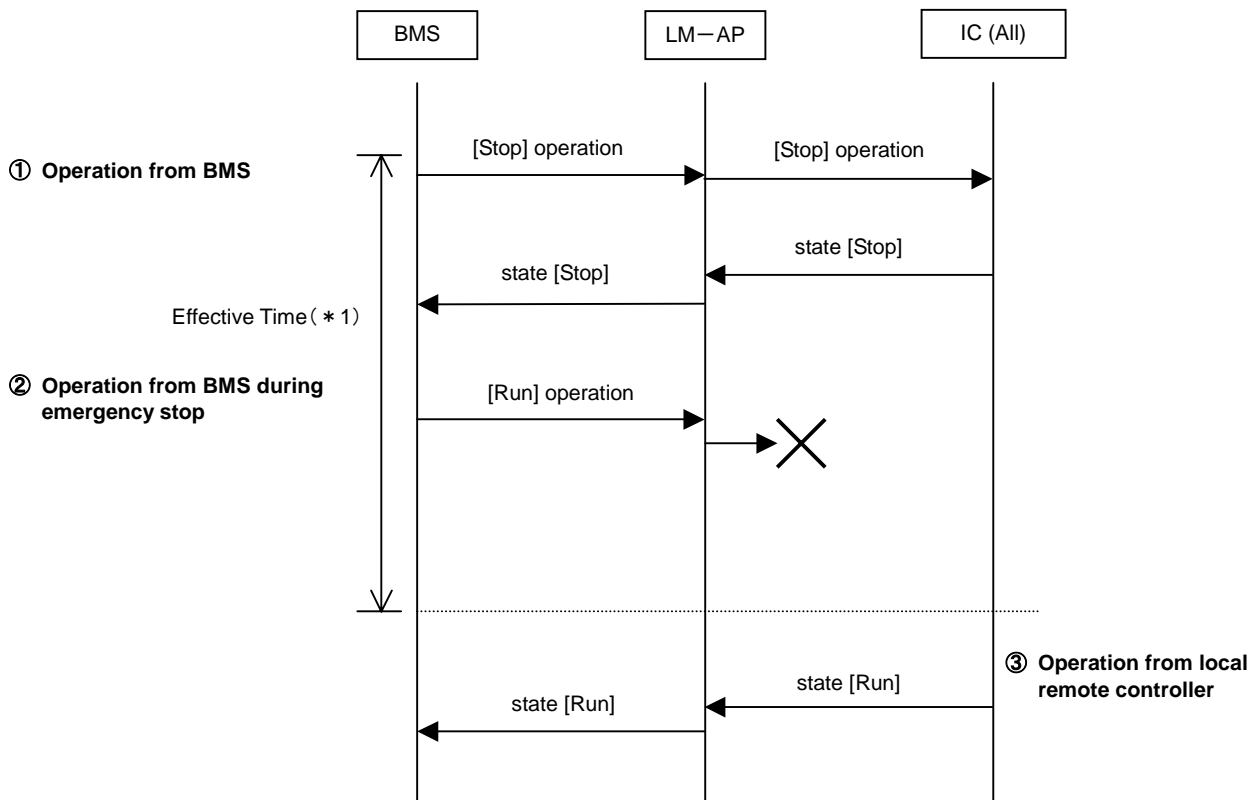 BMS
LM－AP
IC (All)
① Operation from BMS
[Stop] operation
[Stop] operation
state [Stop]
state [Stop]
Effective Time（＊1）
② Operation from BMS during
emergency stop
[Run] operation
③ Operation from local
remote controller
state [Run]
state [Run]